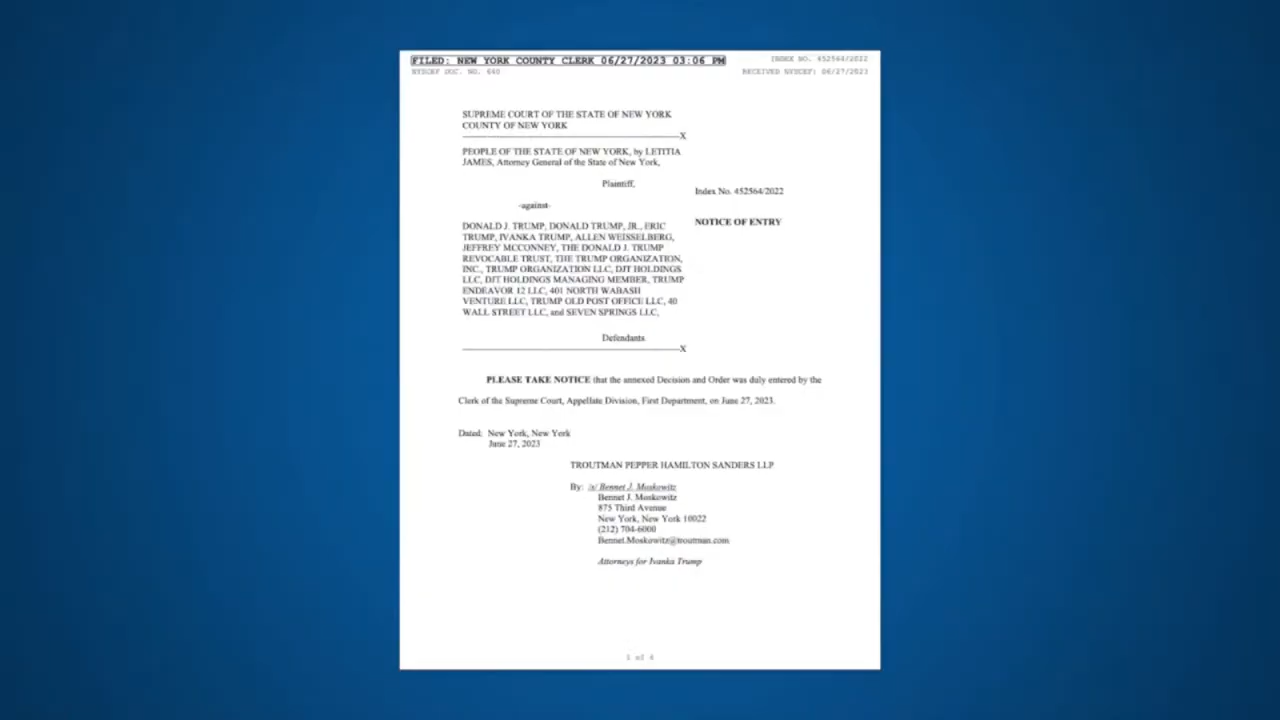 FILED: NEW YORK COUNTY CLERK 06/27/2023 03:06 PM
INDEX NO. 452564/2022
NYSCEF DOC. NO. 640
RECEIVED NYSCEF: 06/27/2023
SUPREME COURT OF THE STATE OF NEW YORK
COUNTY OF NEW YORK
X
PEOPLE OF THE STATE OF NEW YORK, by LETITIA
JAMES, Attorney General of the State of New York,
Plaintiff,
Index No. 452564/2022
-against-
NOTICE OF ENTRY
DONALD J. TRUMP, DONALD TRUMP, JR., ERIC
TRUMP, IVANKA TRUMP, ALLEN WEISSELBERG,
JEFFREY MCCONNEY, THE DONALD J. TRUMP
REVOCABLE TRUST, THE TRUMP ORGANIZATION,
INC., TRUMP ORGANIZATION LLC, DJT HOLDINGS
LLC, DJT HOLDINGS MANAGING MEMBER, TRUMP
ENDEAVOR 12 LLC, 401 NORTH WABASH
VENTURE LLC, TRUMP OLD POST OFFICE LLC, 40
WALL STREET LLC, and SEVEN SPRINGS LLC,
Defendants
X
PLEASE TAKE NOTICE that the annexed Decision and Order was duly entered by the
Clerk of the Supreme Court, Appellate Division, First Department, on June 27, 2023.
Dated: New York, New York
June 27, 2023
TROUTMAN PEPPER HAMILTON SANDERS LLP
By: /s/ Bennet J. Moskowitz
Bennet J. Moskowitz
875 Third Avenue
New York, New York 10022
(212) 704-6000
Bennet.Moskowitz@troutman.com
Attorneys for Ivanka Trump
1 of 4